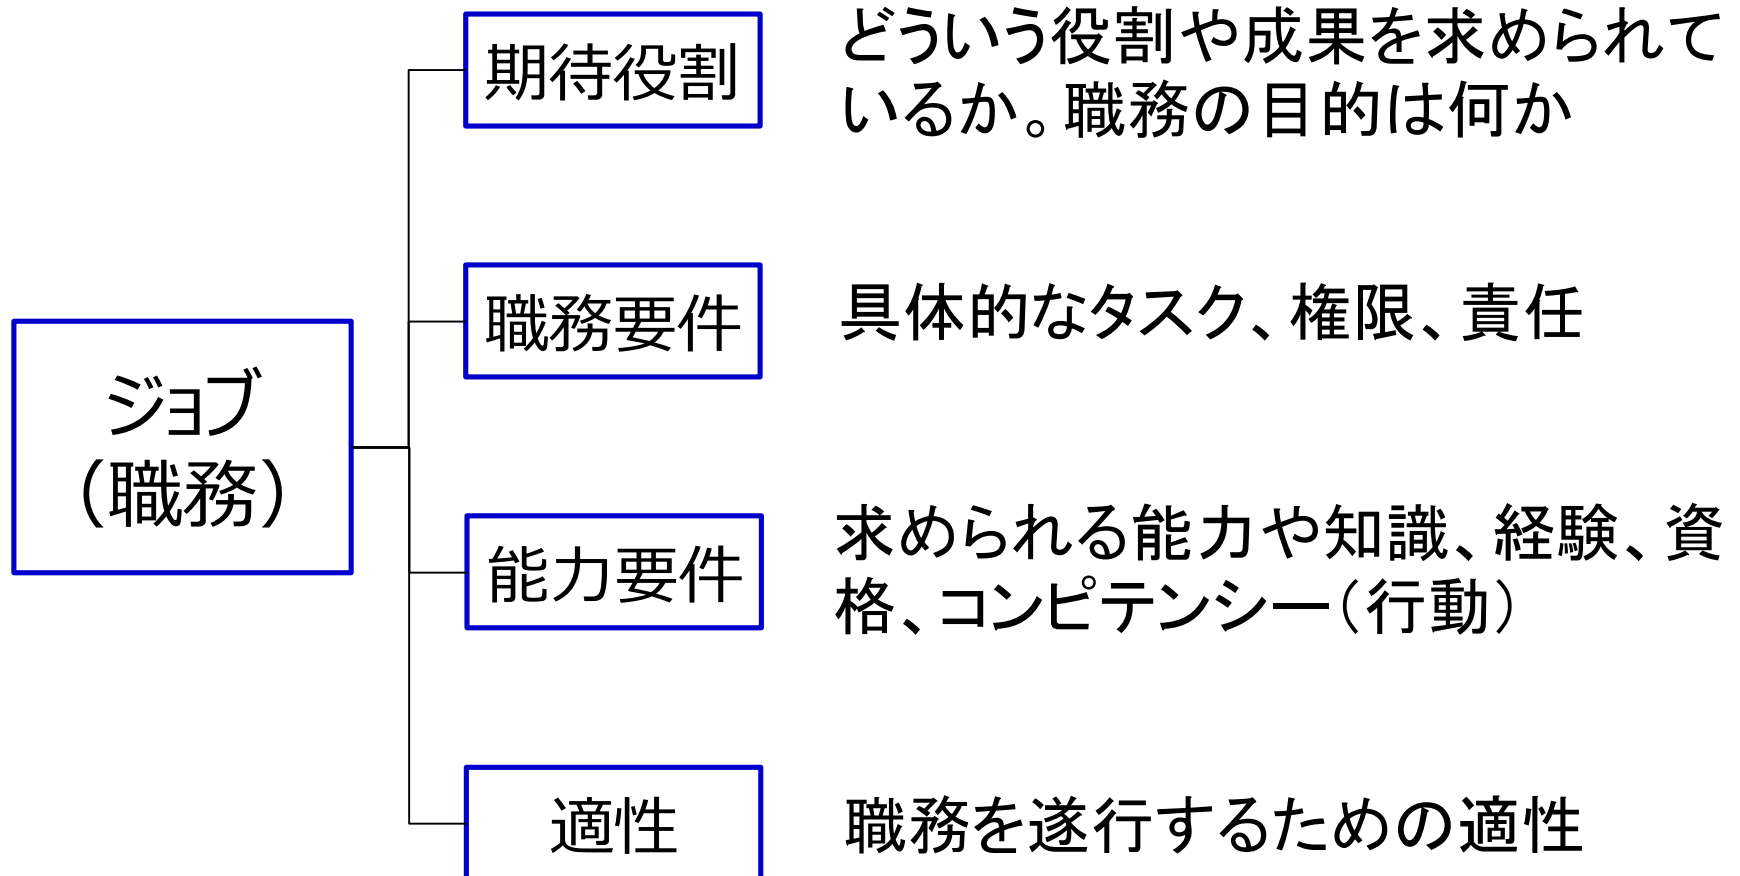 期待役割
どういう役割や成果を求められて
いるか。職務の目的は何か
職務要件
具体的なタスク、権限、責任
ジョブ
（職務）
能力要件
求められる能力や知識、経験、資
格、コンピテンシー（行動）
適性
職務を遂行するための適性